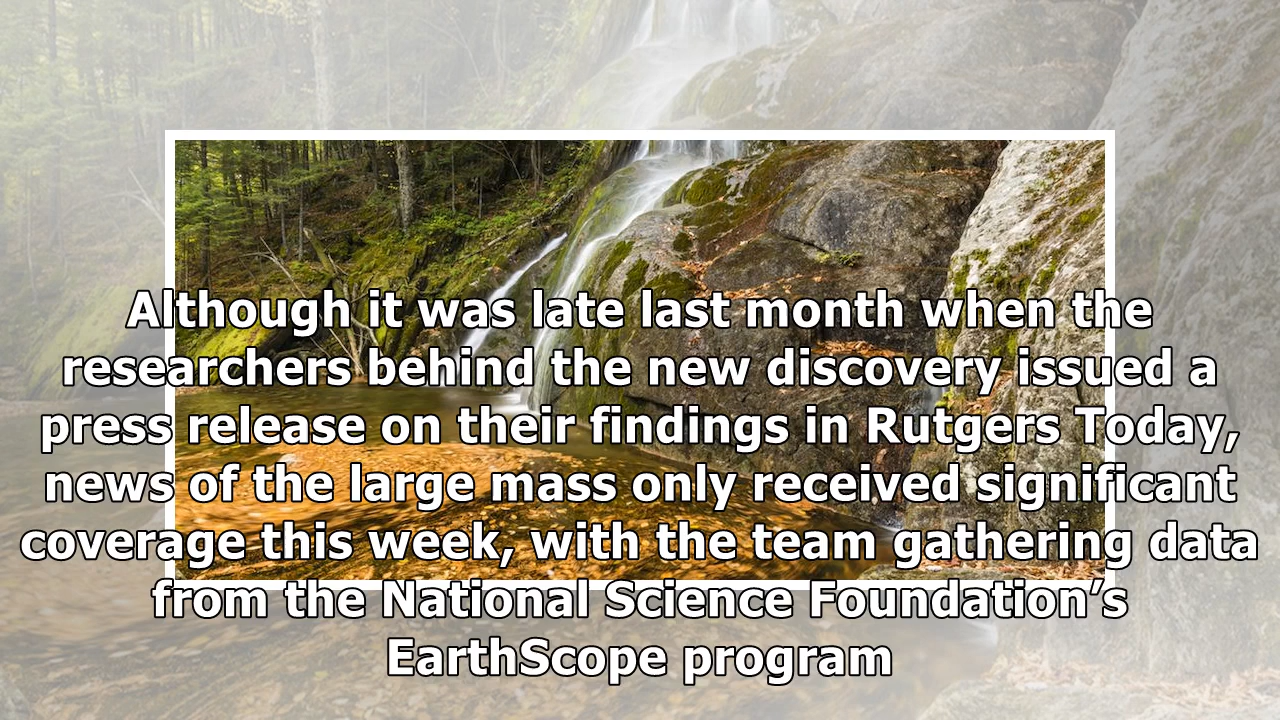 Although it was late last month when the
researchers behind the new discovery issued a
press release on their findings in Rutgers Today,
news of the large mass only received significant
coverage this week, with the team gathering data
from the National Science Foundation’s
EarthScope program